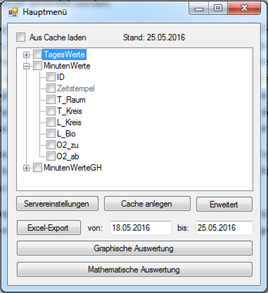 Hauptmenü
Aus Cache laden Stand: 25.05.2016
TagesWerte
MinutenWerte
ID
Zeitstempel
T_Raum
T_Kreis
L_Kreis
L_Bio
O2_zu
O2_ab
MinutenWerteGH
Servereinstellungen Cache anlegen Erweitert
Excel-Export von: 18.05.2016 bis: 25.05.2016
Graphische Auswertung
Mathematische Auswertung